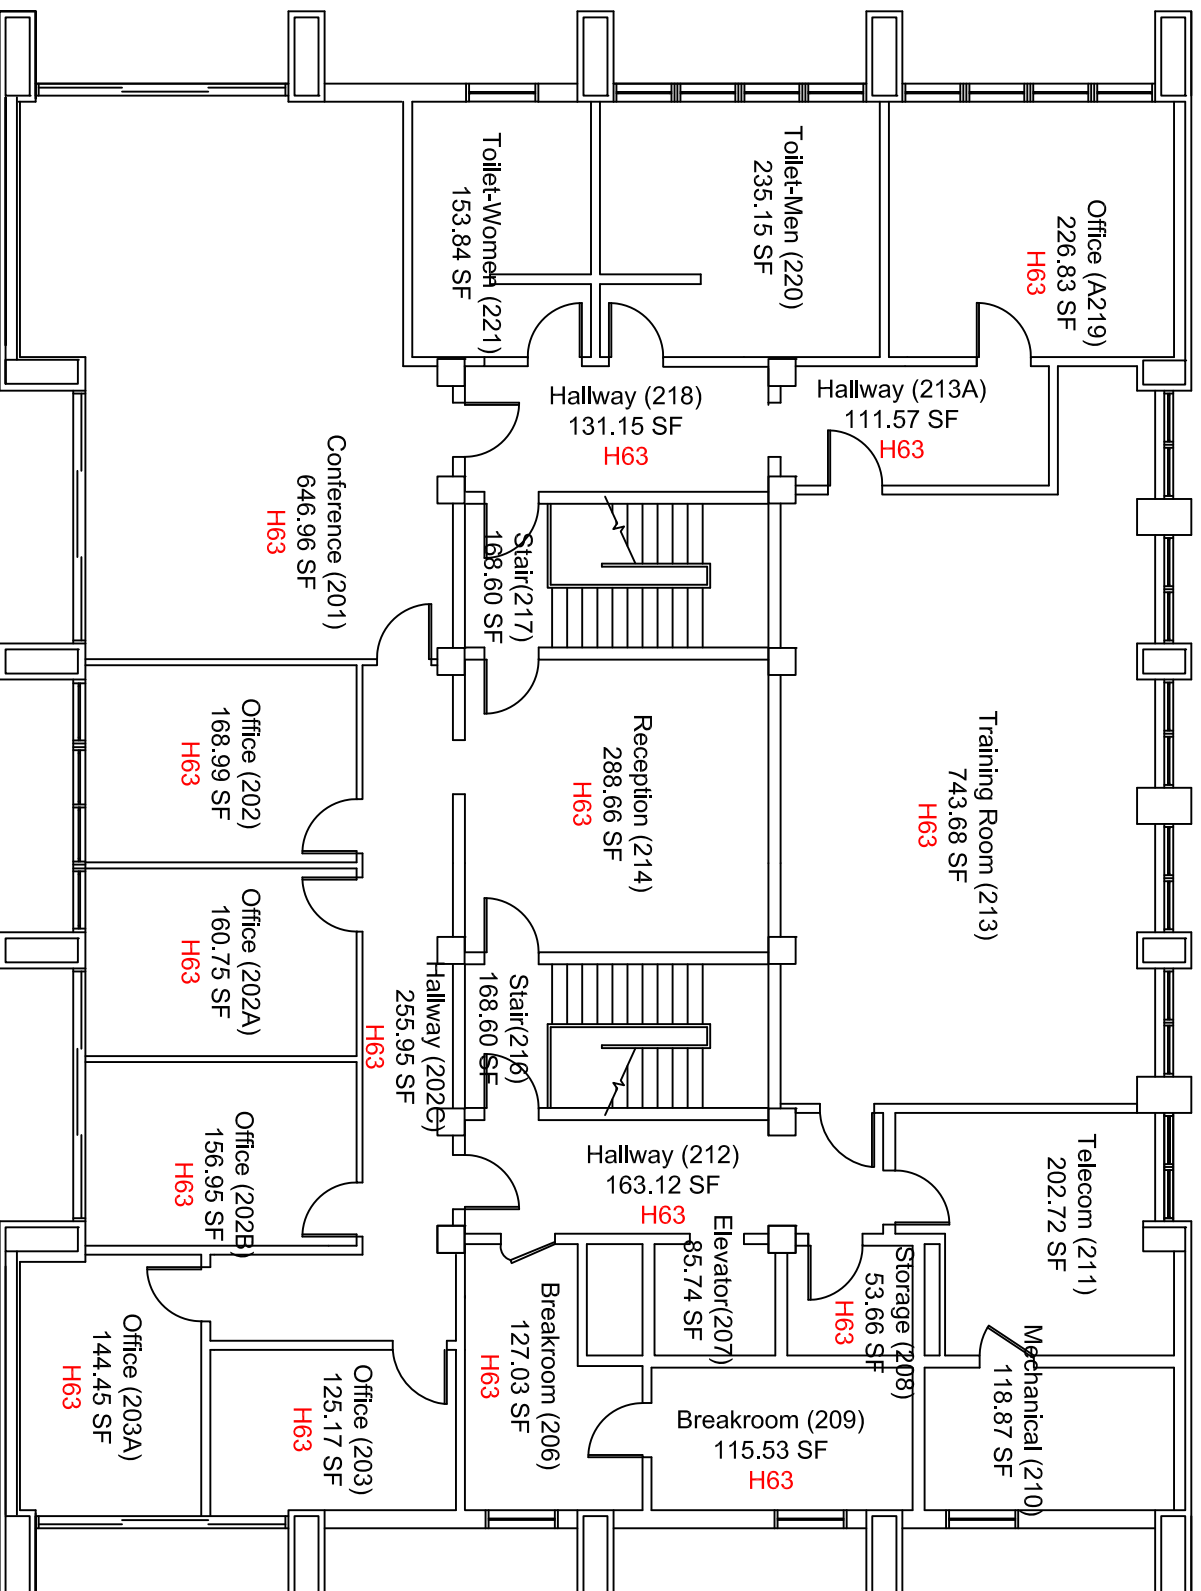 Toilet-Women (221)
153.84 SF
Toilet-Men (220)
235.15 SF
Office (A219)
226.83 SF
H63
Hallway (218)
131.15 SF
H63
Hallway (213A)
111.57 SF
H63
Conference (201)
646.96 SF
H63
Stair(217)
168.60 SF
Office (202)
168.99 SF
H63
Reception (214)
288.66 SF
H63
Training Room (213)
743.68 SF
H63
Office (202A)
160.75 SF
H63
Hallway (202C)
255.95 SF
H63
Stair(216)
168.60 SF
Office (202B)
156.95 SF
H63
Hallway (212)
163.12 SF
H63
Telecom (211)
202.72 SF
Elevator(207)
85.74 SF
Storage (208)
53.66 SF
H63
Office (203A)
144.45 SF
H63
Office (203)
125.17 SF
H63
Breakroom (206)
127.03 SF
H63
Breakroom (209)
115.53 SF
H63
Mechanical (210)
118.87 SF